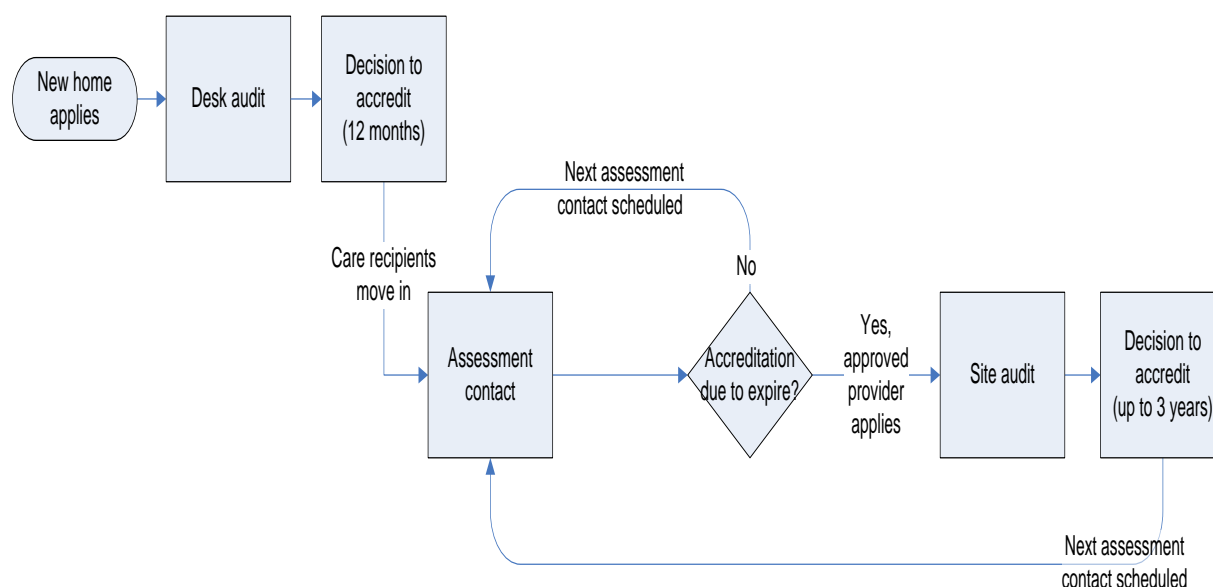 New home
applies
Desk audit
Decision to
accredit
(12 months)
Next assessment
contact scheduled
Care recipients
move in
No
Assessment
contact
Accreditation
due to expire?
Yes,
approved
provider
applies
Site audit
Decision to
accredit
(up to 3 years)
Next assessment
contact scheduled